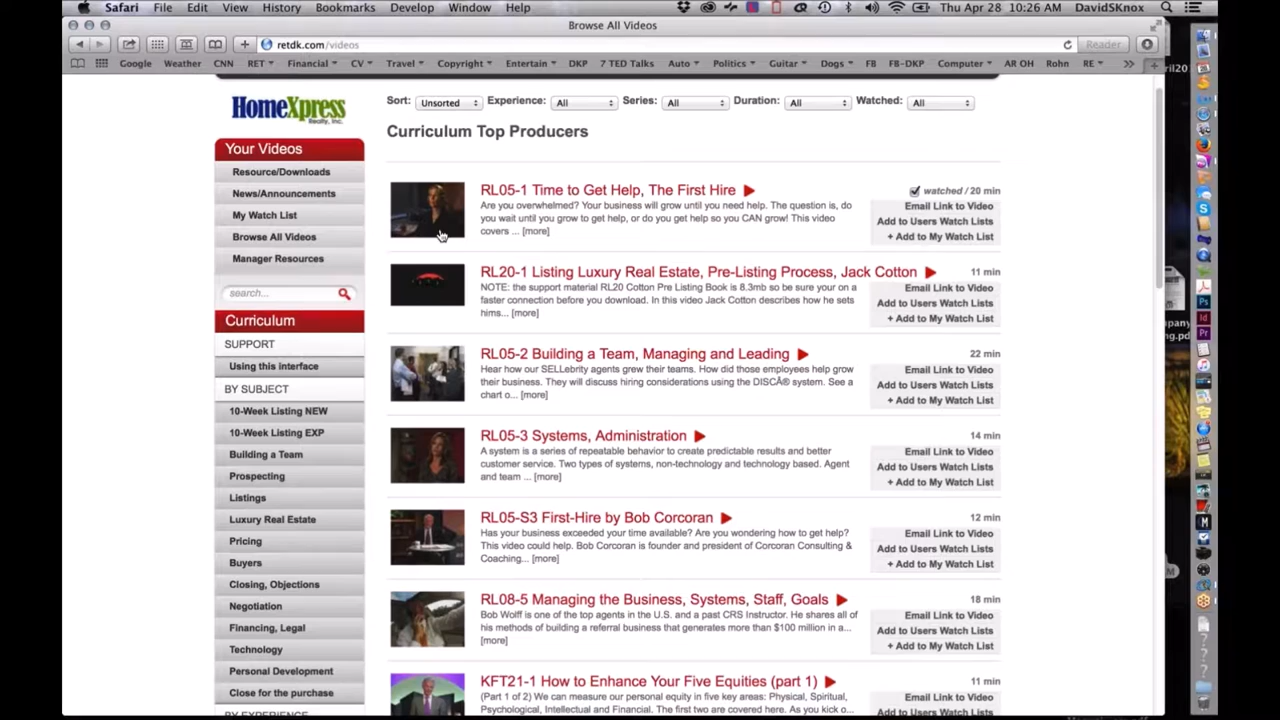 Safari File Edit View History Bookmarks Develop Window Help Thu Apr 28 10:26 AM DavidSKnox
Browse All Videos
retdk.com/videos Reader
Google Weather CNN RET Financial CV Travel Copyright Entertain DKP 7 TED Talks Auto Politics Guitar Dogs FB FB-DKP Computer AR OH Rohn RE
HomeXpress
Realty, Inc.
Sort: Unsorted Experience: All Series: All Duration: All Watched: All
Curriculum Top Producers
Your Videos
Resource/Downloads
News/Announcements
My Watch List
Browse All Videos
Manager Resources
search...
Curriculum
SUPPORT
Using this interface
BY SUBJECT
10-Week Listing NEW
10-Week Listing EXP
Building a Team
Prospecting
Listings
Luxury Real Estate
Pricing
Buyers
Closing, Objections
Negotiation
Financing, Legal
Technology
Personal Development
Close for the purchase
BY EXPERIENCE
RL05-1 Time to Get Help, The First Hire
Are you overwhelmed? Your business will grow until you need help. The question is, do
you wait until you grow to get help, or do you get help so you CAN grow! This video
covers ... [more]
watched / 20 min
Email Link to Video
Add to Users Watch Lists
+ Add to My Watch List
RL20-1 Listing Luxury Real Estate, Pre-Listing Process, Jack Cotton
NOTE: the support material RL20 Cotton Pre Listing Book is 8.3mb so be sure your on a
faster connection before you download. In this video Jack Cotton describes how he sets
hims... [more]
11 min
Email Link to Video
Add to Users Watch Lists
+ Add to My Watch List
RL05-2 Building a Team, Managing and Leading
Hear how our SELLebrity agents grew their teams. How did those employees help grow
their business. They will discuss hiring considerations using the DISCÂ® system. See a
chart o... [more]
22 min
Email Link to Video
Add to Users Watch Lists
+ Add to My Watch List
RL05-3 Systems, Administration
A system is a series of repeatable behavior to create predictable results and better
customer service. Two types of systems, non-technology and technology based. Agent
and team ... [more]
14 min
Email Link to Video
Add to Users Watch Lists
+ Add to My Watch List
RL05-S3 First-Hire by Bob Corcoran
Has your business exceeded your time available? Are you wondering how to get help?
This video could help. Bob Corcoran is founder and president of Corcoran Consulting &
Coaching... [more]
12 min
Email Link to Video
Add to Users Watch Lists
+ Add to My Watch List
RL08-5 Managing the Business, Systems, Staff, Goals
Bob Wolff is one of the top agents in the U.S. and a past CRS Instructor. He shares all of
his methods of building a referral business that generates more than $100 million in a...
[more]
18 min
Email Link to Video
Add to Users Watch Lists
+ Add to My Watch List
KFT21-1 How to Enhance Your Five Equities (part 1)
(Part 1 of 2) We can measure our personal equity in five key areas: Physical, Spiritual,
Psychological, Intellectual and Financial. The first two are covered here. As you kick o...
11 min
Email Link to Video
Add to Users Watch Lists